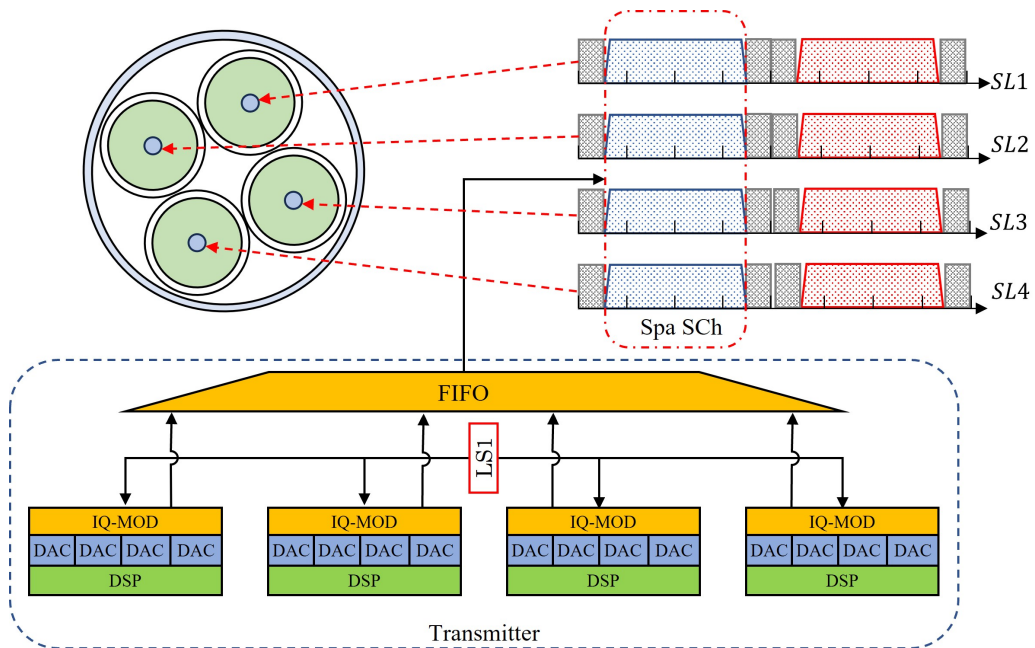 SL1
SL2
SL3
SL4
Spa SCh
FIFO
LS1
IQ-MOD IQ-MOD IQ-MOD IQ-MOD
DAC DAC DAC DAC DAC DAC DAC DAC DAC DAC DAC DAC DAC DAC DAC DAC
DSP DSP DSP DSP
Transmitter